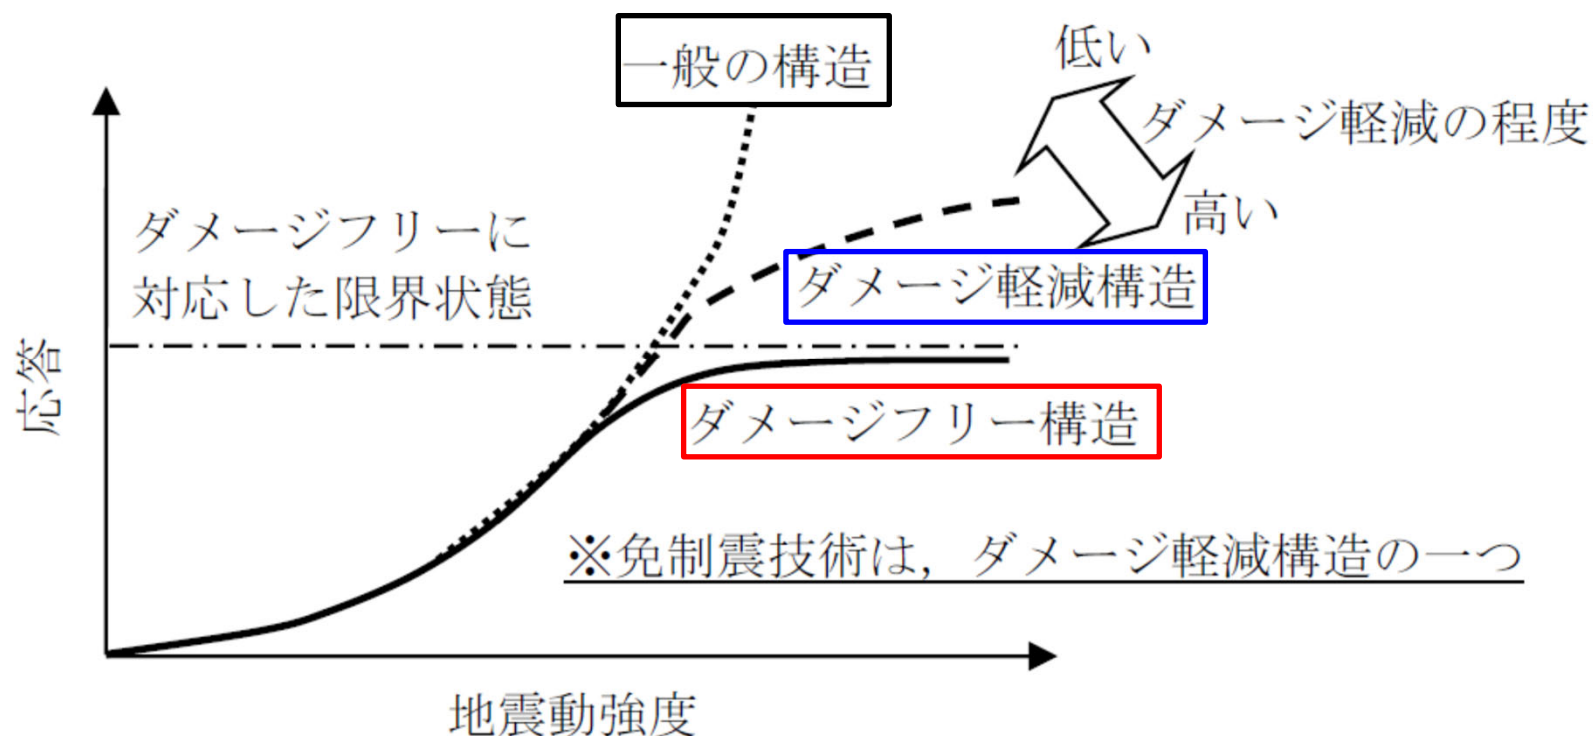 一般の構造
低い
ダメージ軽減の程度
高い
ダメージフリーに
対応した限界状態
ダメージ軽減構造
応答
ダメージフリー構造
※免制震技術は，ダメージ軽減構造の一つ
地震動強度